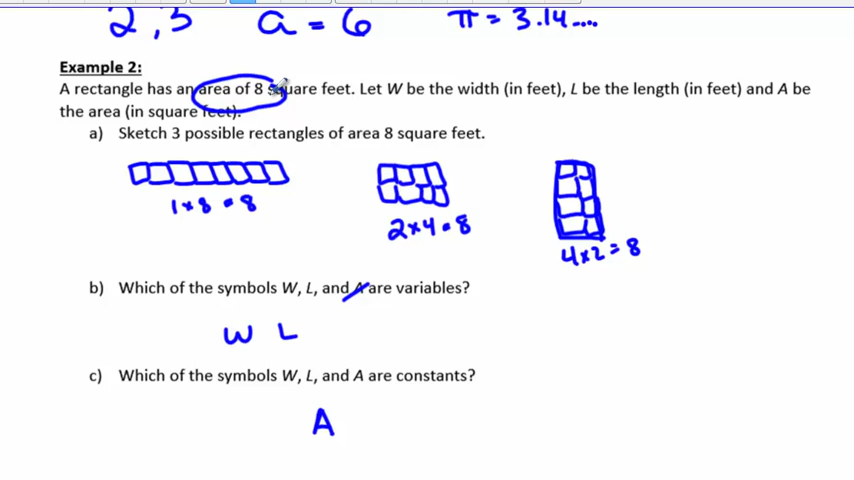 2, 3 a = 6 π = 3.14....
Example 2:
A rectangle has an area of 8 square feet. Let W be the width (in feet), L be the length (in feet) and A be
the area (in square feet).
a) Sketch 3 possible rectangles of area 8 square feet.
1 × 8 = 8
2 × 4 = 8
4 × 2 = 8
b) Which of the symbols W, L, and A are variables?
W L
c) Which of the symbols W, L, and A are constants?
A